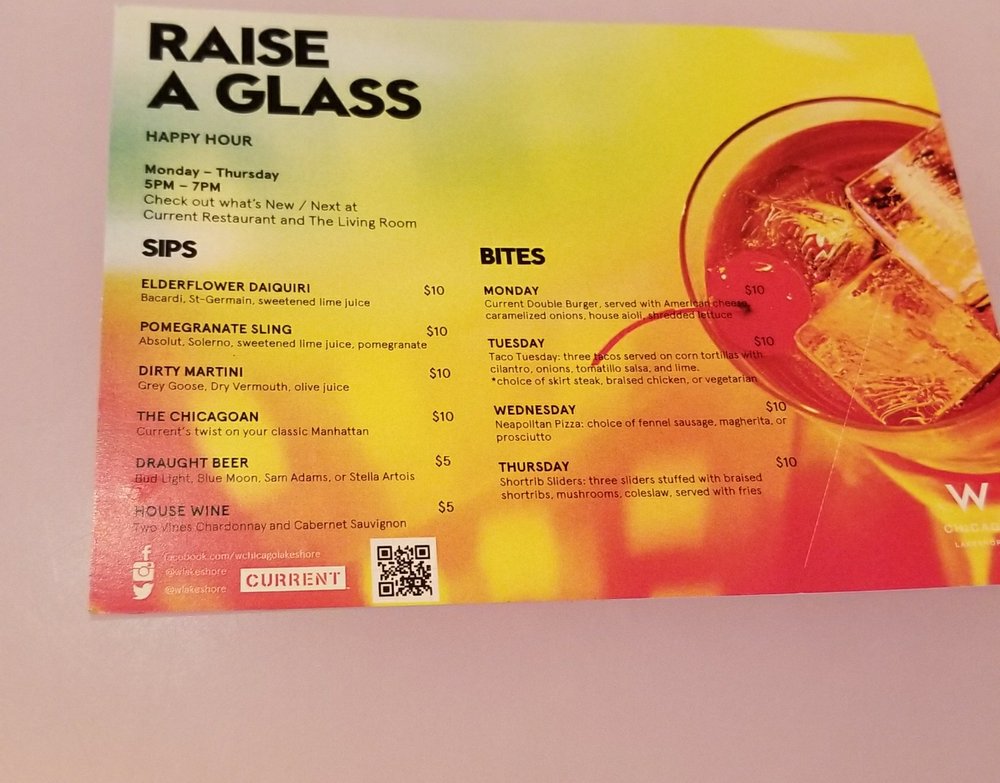 RAISE
A GLASS
HAPPY HOUR
Monday – Thursday
5PM – 7PM
Check out what's New / Next at
Current Restaurant and The Living Room
SIPS
ELDERFLOWER DAIQUIRI $10
Bacardi, St-Germain, sweetened lime juice
POMEGRANATE SLING $10
Absolut, Solerno, sweetened lime juice, pomegranate
DIRTY MARTINI $10
Grey Goose, Dry Vermouth, olive juice
THE CHICAGOAN $10
Current's twist on your classic Manhattan
DRAUGHT BEER $5
Bud Light, Blue Moon, Sam Adams, or Stella Artois
HOUSE WINE $5
Two Vines Chardonnay and Cabernet Sauvignon
BITES
MONDAY $10
Current Double Burger, served with American cheese,
caramelized onions, house aioli, shredded lettuce
TUESDAY $10
Taco Tuesday: three tacos served on corn tortillas with
cilantro, onions, tomatillo salsa, and lime.
*choice of skirt steak, braised chicken, or vegetarian
WEDNESDAY $10
Neapolitan Pizza: choice of fennel sausage, magherita, or
prosciutto
THURSDAY $10
Shortrib Sliders: three sliders stuffed with braised
shortribs, mushrooms, coleslaw, served with fries
facebook.com/wchicagolakeshore
@wlakeshore
@wlakeshore
CURRENT
W
CHICAG
LAKESHOR